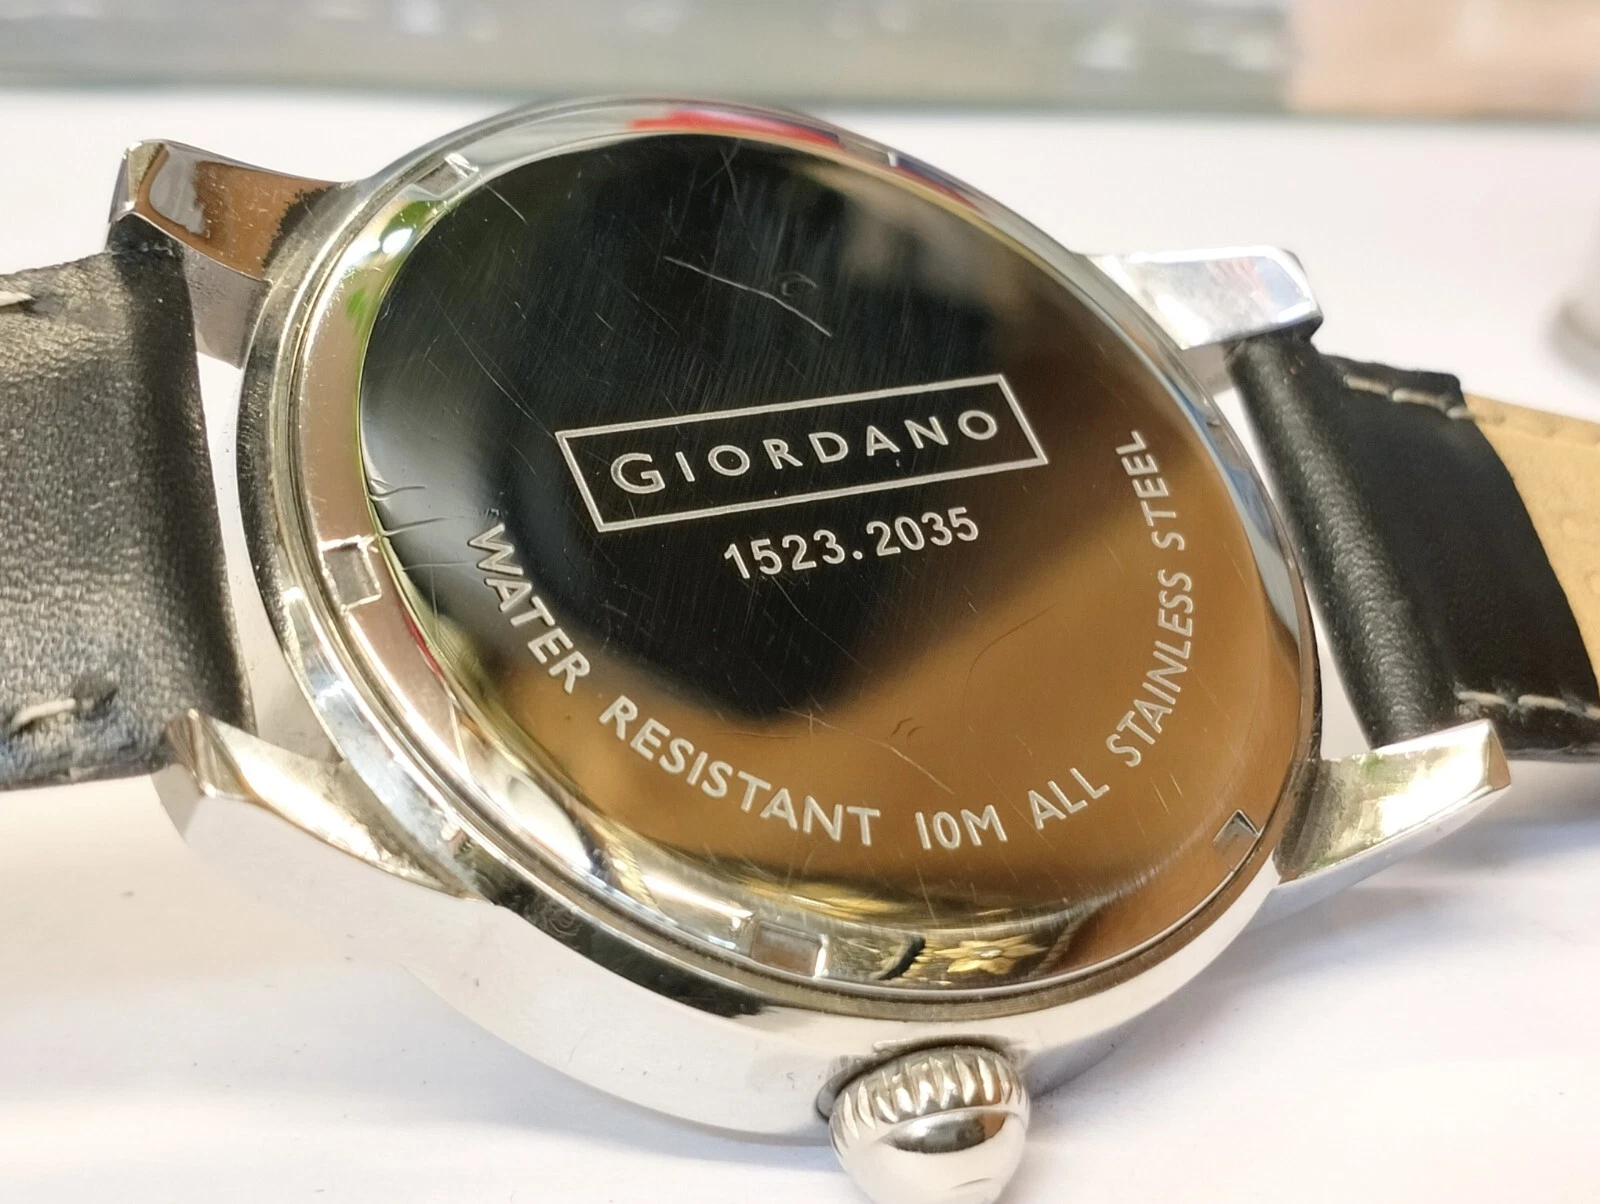 GIORDANO
1523.2035
WATER RESISTANT 10M ALL STAINLESS STEEL